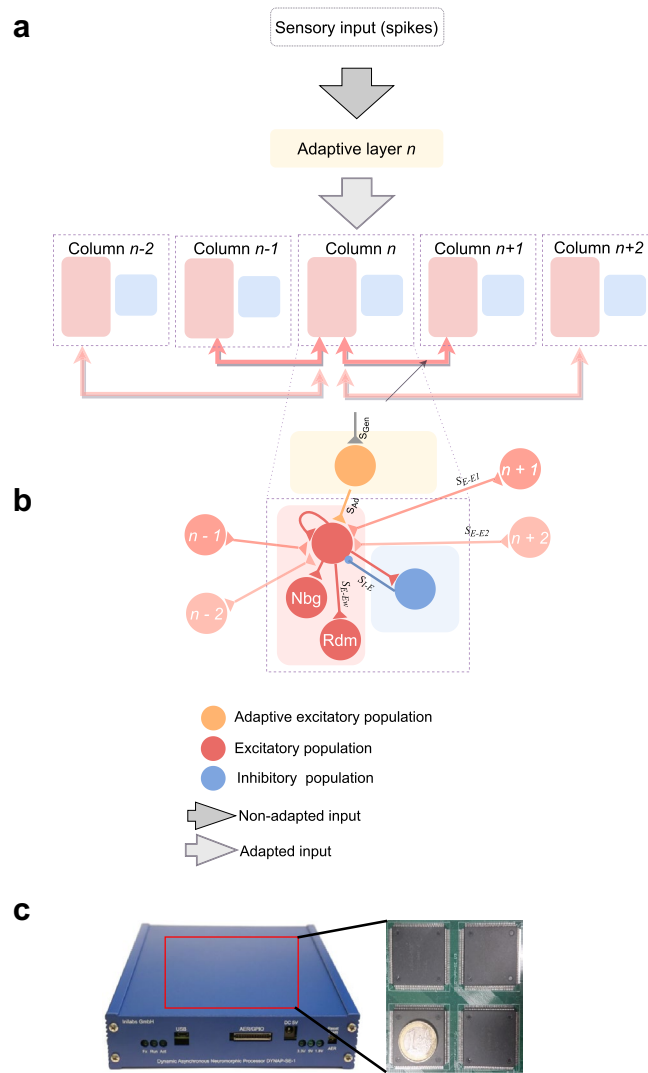 a
Sensory input (spikes)
Adaptive layer n
Column n-2
Column n-1
Column n
Column n+1
Column n+2
b
S_Gen
S_Ad
S_E-E1
n + 1
S_E-E2
n + 2
n - 1
n - 2
S_E-Ew
S_I-E
Nbg
Rdm
Adaptive excitatory population
Excitatory population
Inhibitory population
Non-adapted input
Adapted input
c
USB
AER/GPIO
DC 5V
Dynamic Asynchronous Neuromorphic Processor DYNAP-SE-1